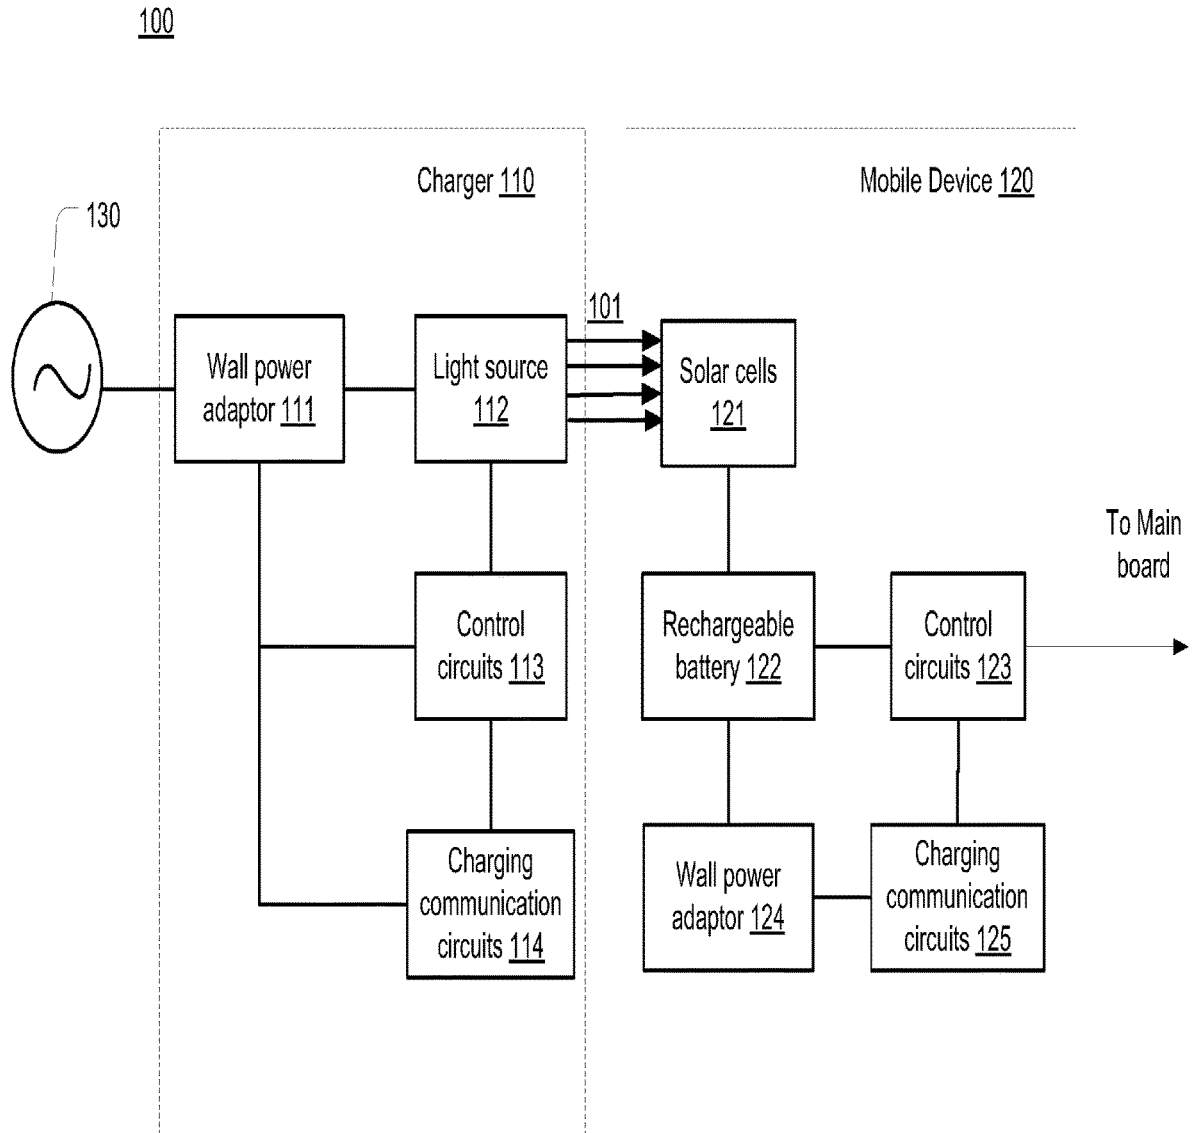 100
Charger 110
Mobile Device 120
130
101
Wall power
adaptor 111
Light source
112
Solar cells
121
To Main
board
Control
circuits 113
Rechargeable
battery 122
Control
circuits 123
Charging
communication
circuits 114
Wall power
adaptor 124
Charging
communication
circuits 125